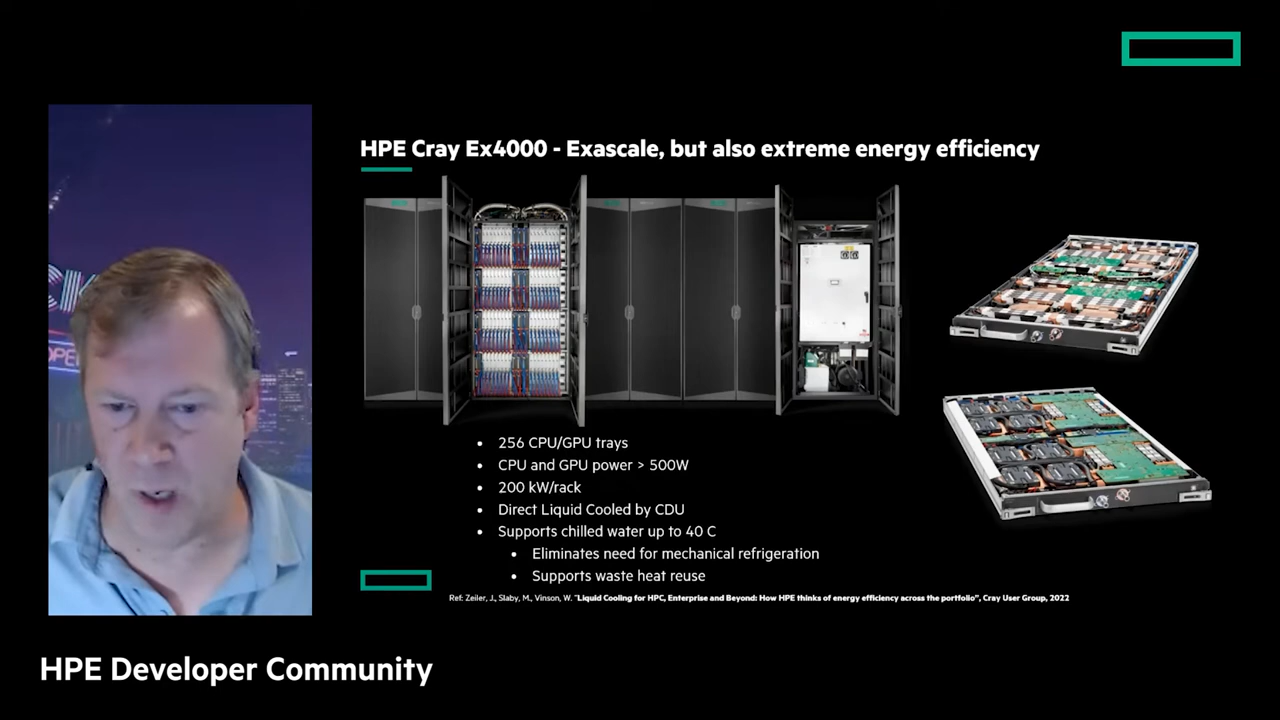 HPE Cray Ex4000 - Exascale, but also extreme energy efficiency
• 256 CPU/GPU trays
• CPU and GPU power > 500W
• 200 kW/rack
• Direct Liquid Cooled by CDU
• Supports chilled water up to 40 C
• Eliminates need for mechanical refrigeration
• Supports waste heat reuse
Ref: Zeiler, J., Slaby, M., Vinson, W. "Liquid Cooling for HPC, Enterprise and Beyond: How HPE thinks of energy efficiency across the portfolio", Cray User Group, 2022
HPE Developer Community